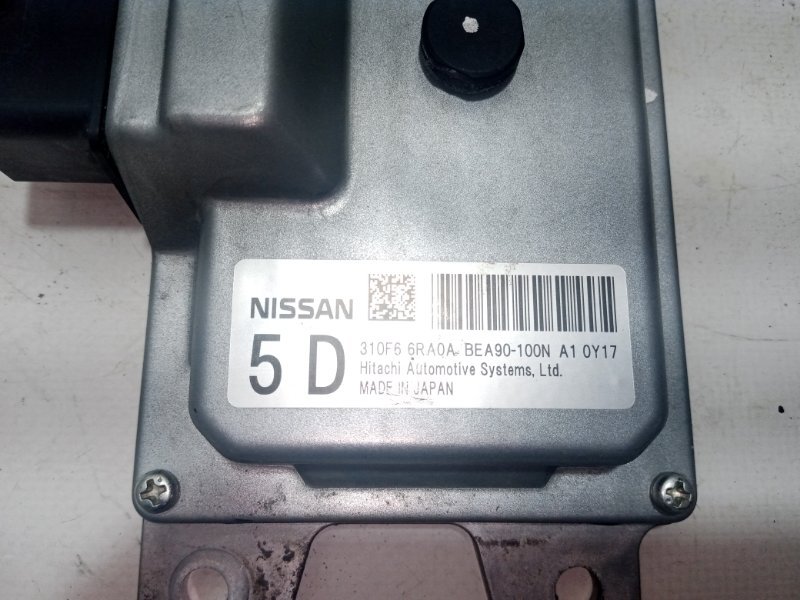 NISSAN
5 D
310F6 6RA0A BEA90-100N A1 0Y17
Hitachi Automotive Systems, Ltd.
MADE IN JAPAN